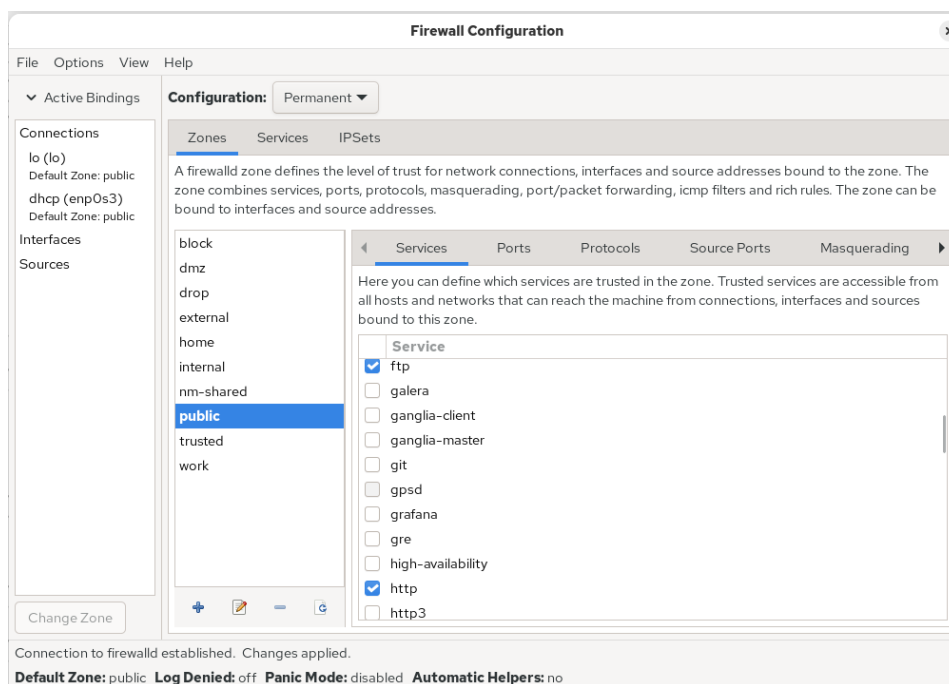 Firewall Configuration
File Options View Help
Active Bindings
Configuration: Permanent
Connections
lo (lo)
Default Zone: public
dhcp (enp0s3)
Default Zone: public
Interfaces
Sources
Change Zone
Zones Services IPSets
A firewalld zone defines the level of trust for network connections, interfaces and source addresses bound to the zone. The
zone combines services, ports, protocols, masquerading, port/packet forwarding, icmp filters and rich rules. The zone can be
bound to interfaces and source addresses.
block
dmz
drop
external
home
internal
nm-shared
public
trusted
work
Services Ports Protocols Source Ports Masquerading
Here you can define which services are trusted in the zone. Trusted services are accessible from
all hosts and networks that can reach the machine from connections, interfaces and sources
bound to this zone.
Service
ftp
galera
ganglia-client
ganglia-master
git
gpsd
grafana
gre
high-availability
http
http3
Connection to firewalld established. Changes applied.
Default Zone: public Log Denied: off Panic Mode: disabled Automatic Helpers: no